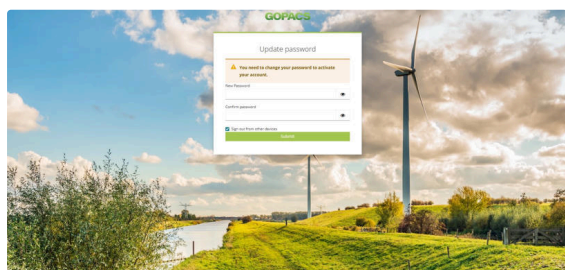 GOPACS
Update password
You need to change your password to activate
your account.
New Password
Confirm password
Sign out from other devices
Submit